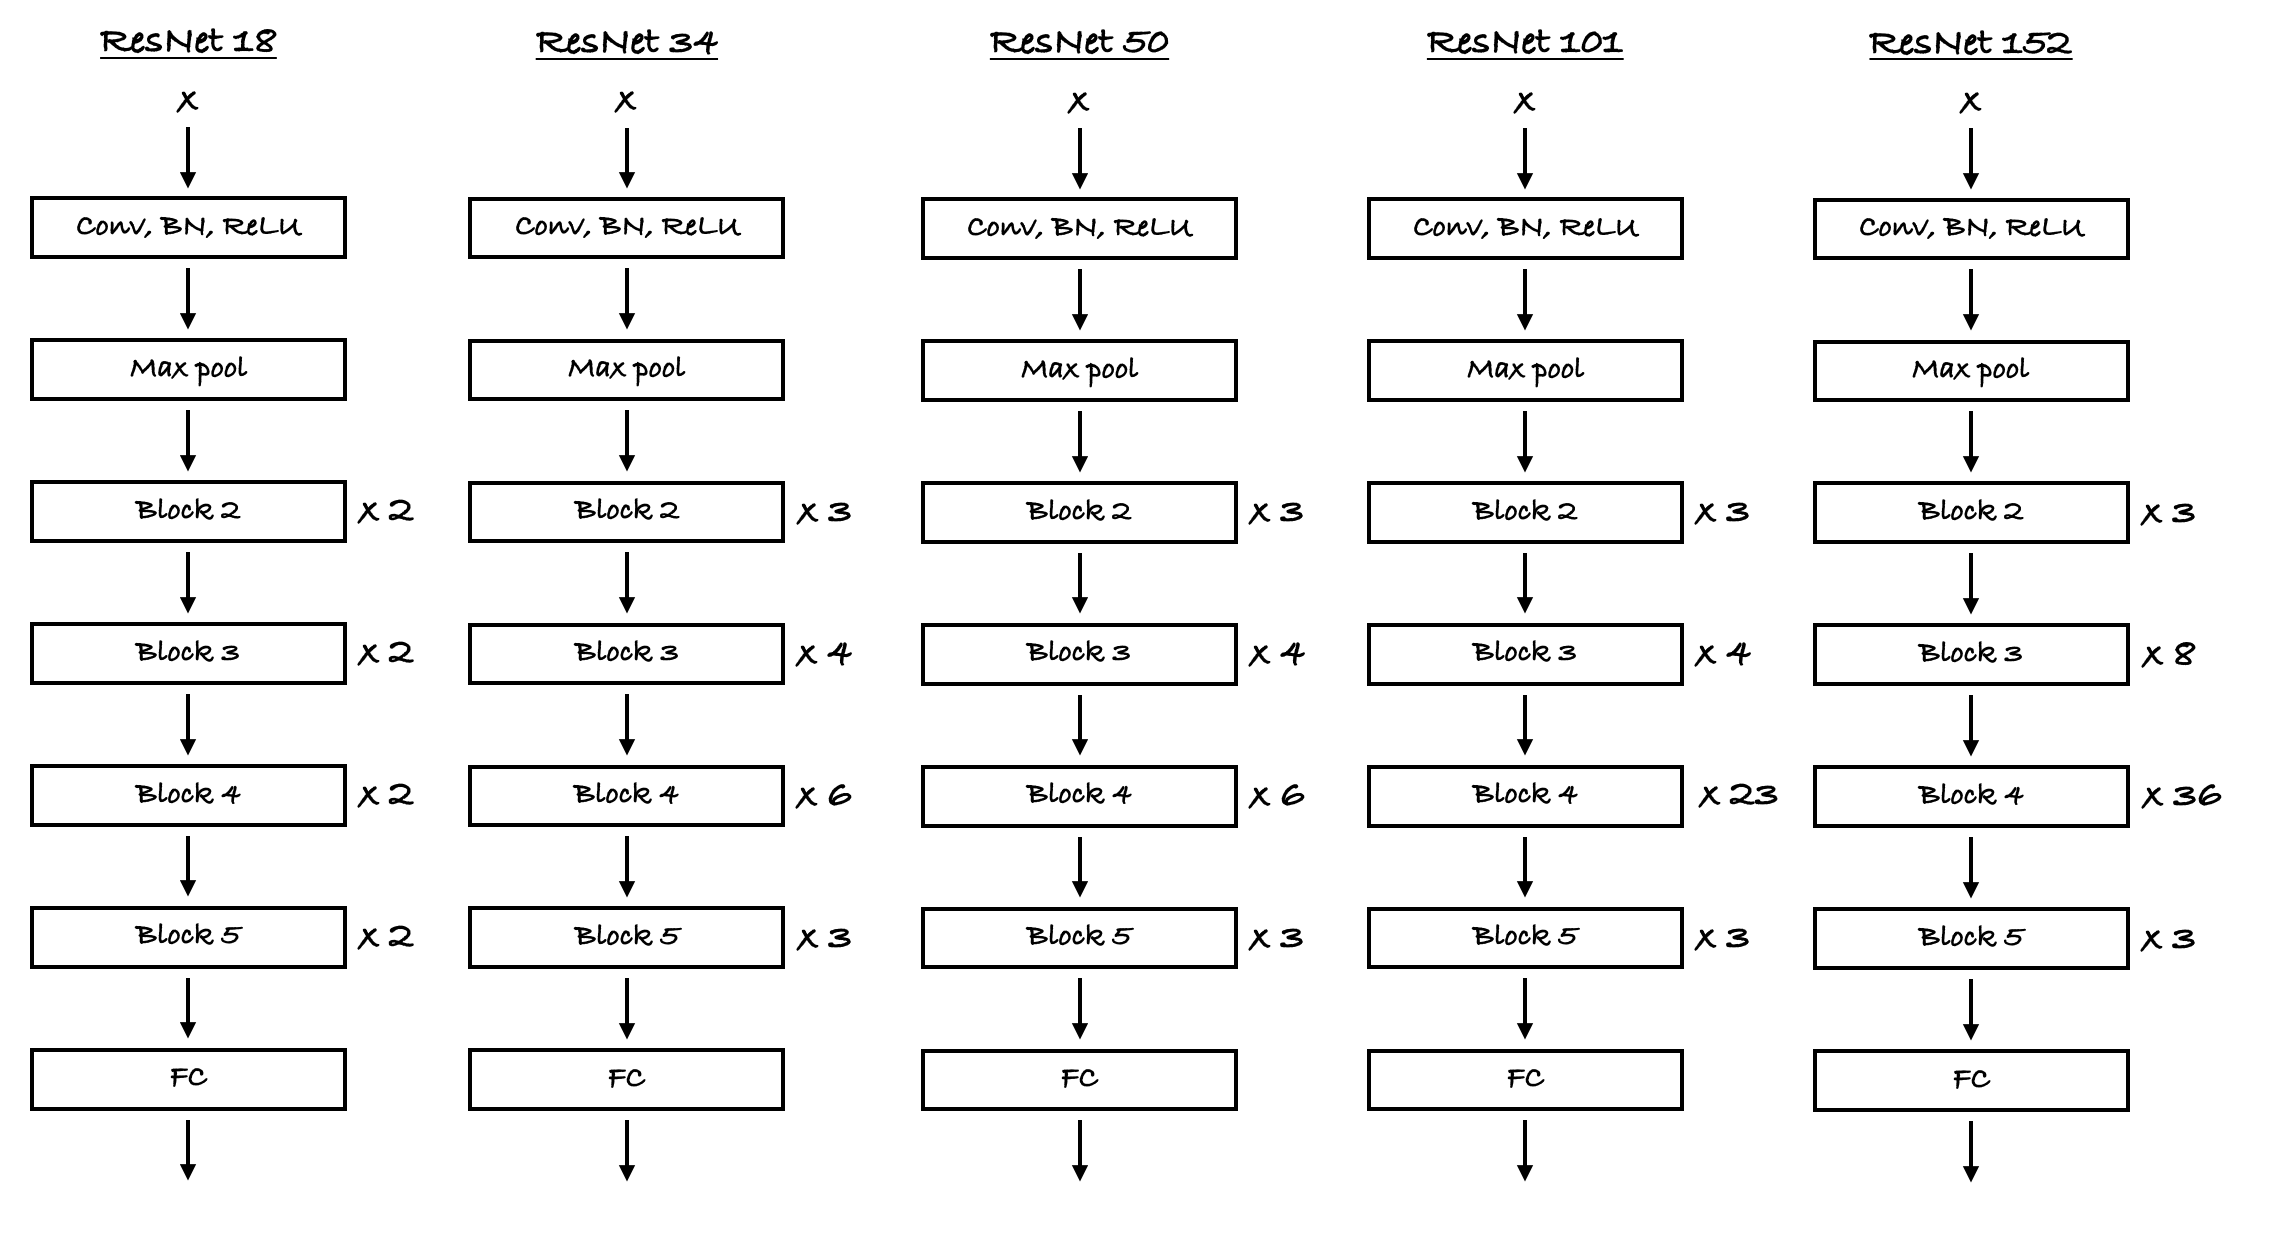 ResNet 18 ResNet 34 ResNet 50 ResNet 101 ResNet 152
X X X X X
Conv, BN, ReLU Conv, BN, ReLU Conv, BN, ReLU Conv, BN, ReLU Conv, BN, ReLU
Max pool Max pool Max pool Max pool Max pool
Block 2 X 2 Block 2 X 3 Block 2 X 3 Block 2 X 3 Block 2 X 3
Block 3 X 2 Block 3 X 4 Block 3 X 4 Block 3 X 4 Block 3 X 8
Block 4 X 2 Block 4 X 6 Block 4 X 6 Block 4 X 23 Block 4 X 36
Block 5 X 2 Block 5 X 3 Block 5 X 3 Block 5 X 3 Block 5 X 3
FC FC FC FC FC